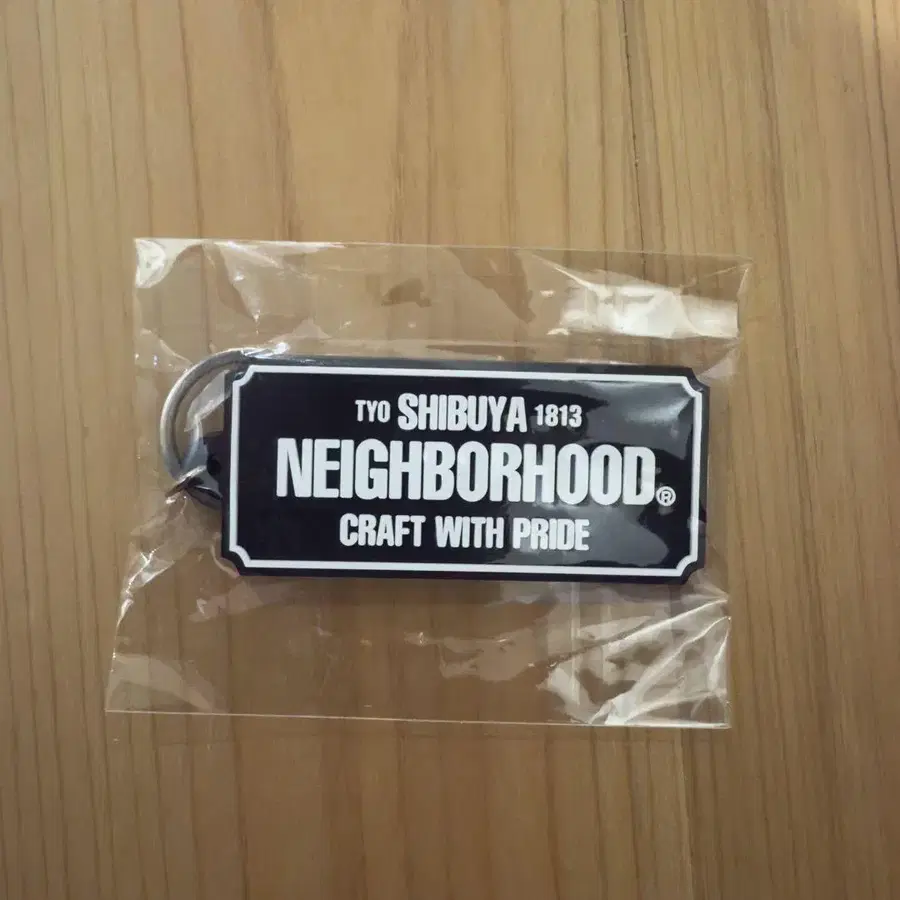 TYO SHIBUYA 1813
NEIGHBORHOOD®
CRAFT WITH PRIDE